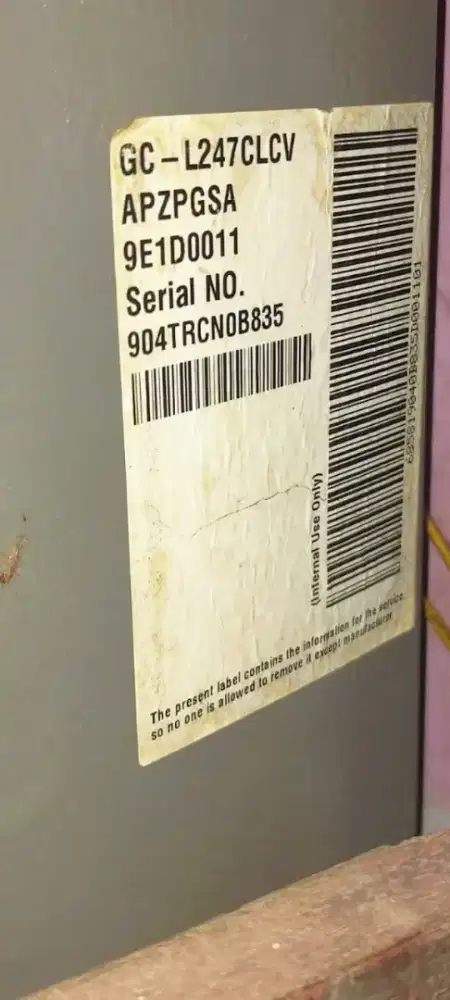 GC-L247CLCV
APZPGSA
9E1D0011
Serial NO.
904TRCN0B835
(Internal Use Only)
685819040B835D001101
The present label contains the information for the service.
so no one is allowed to remove it except manufacturer